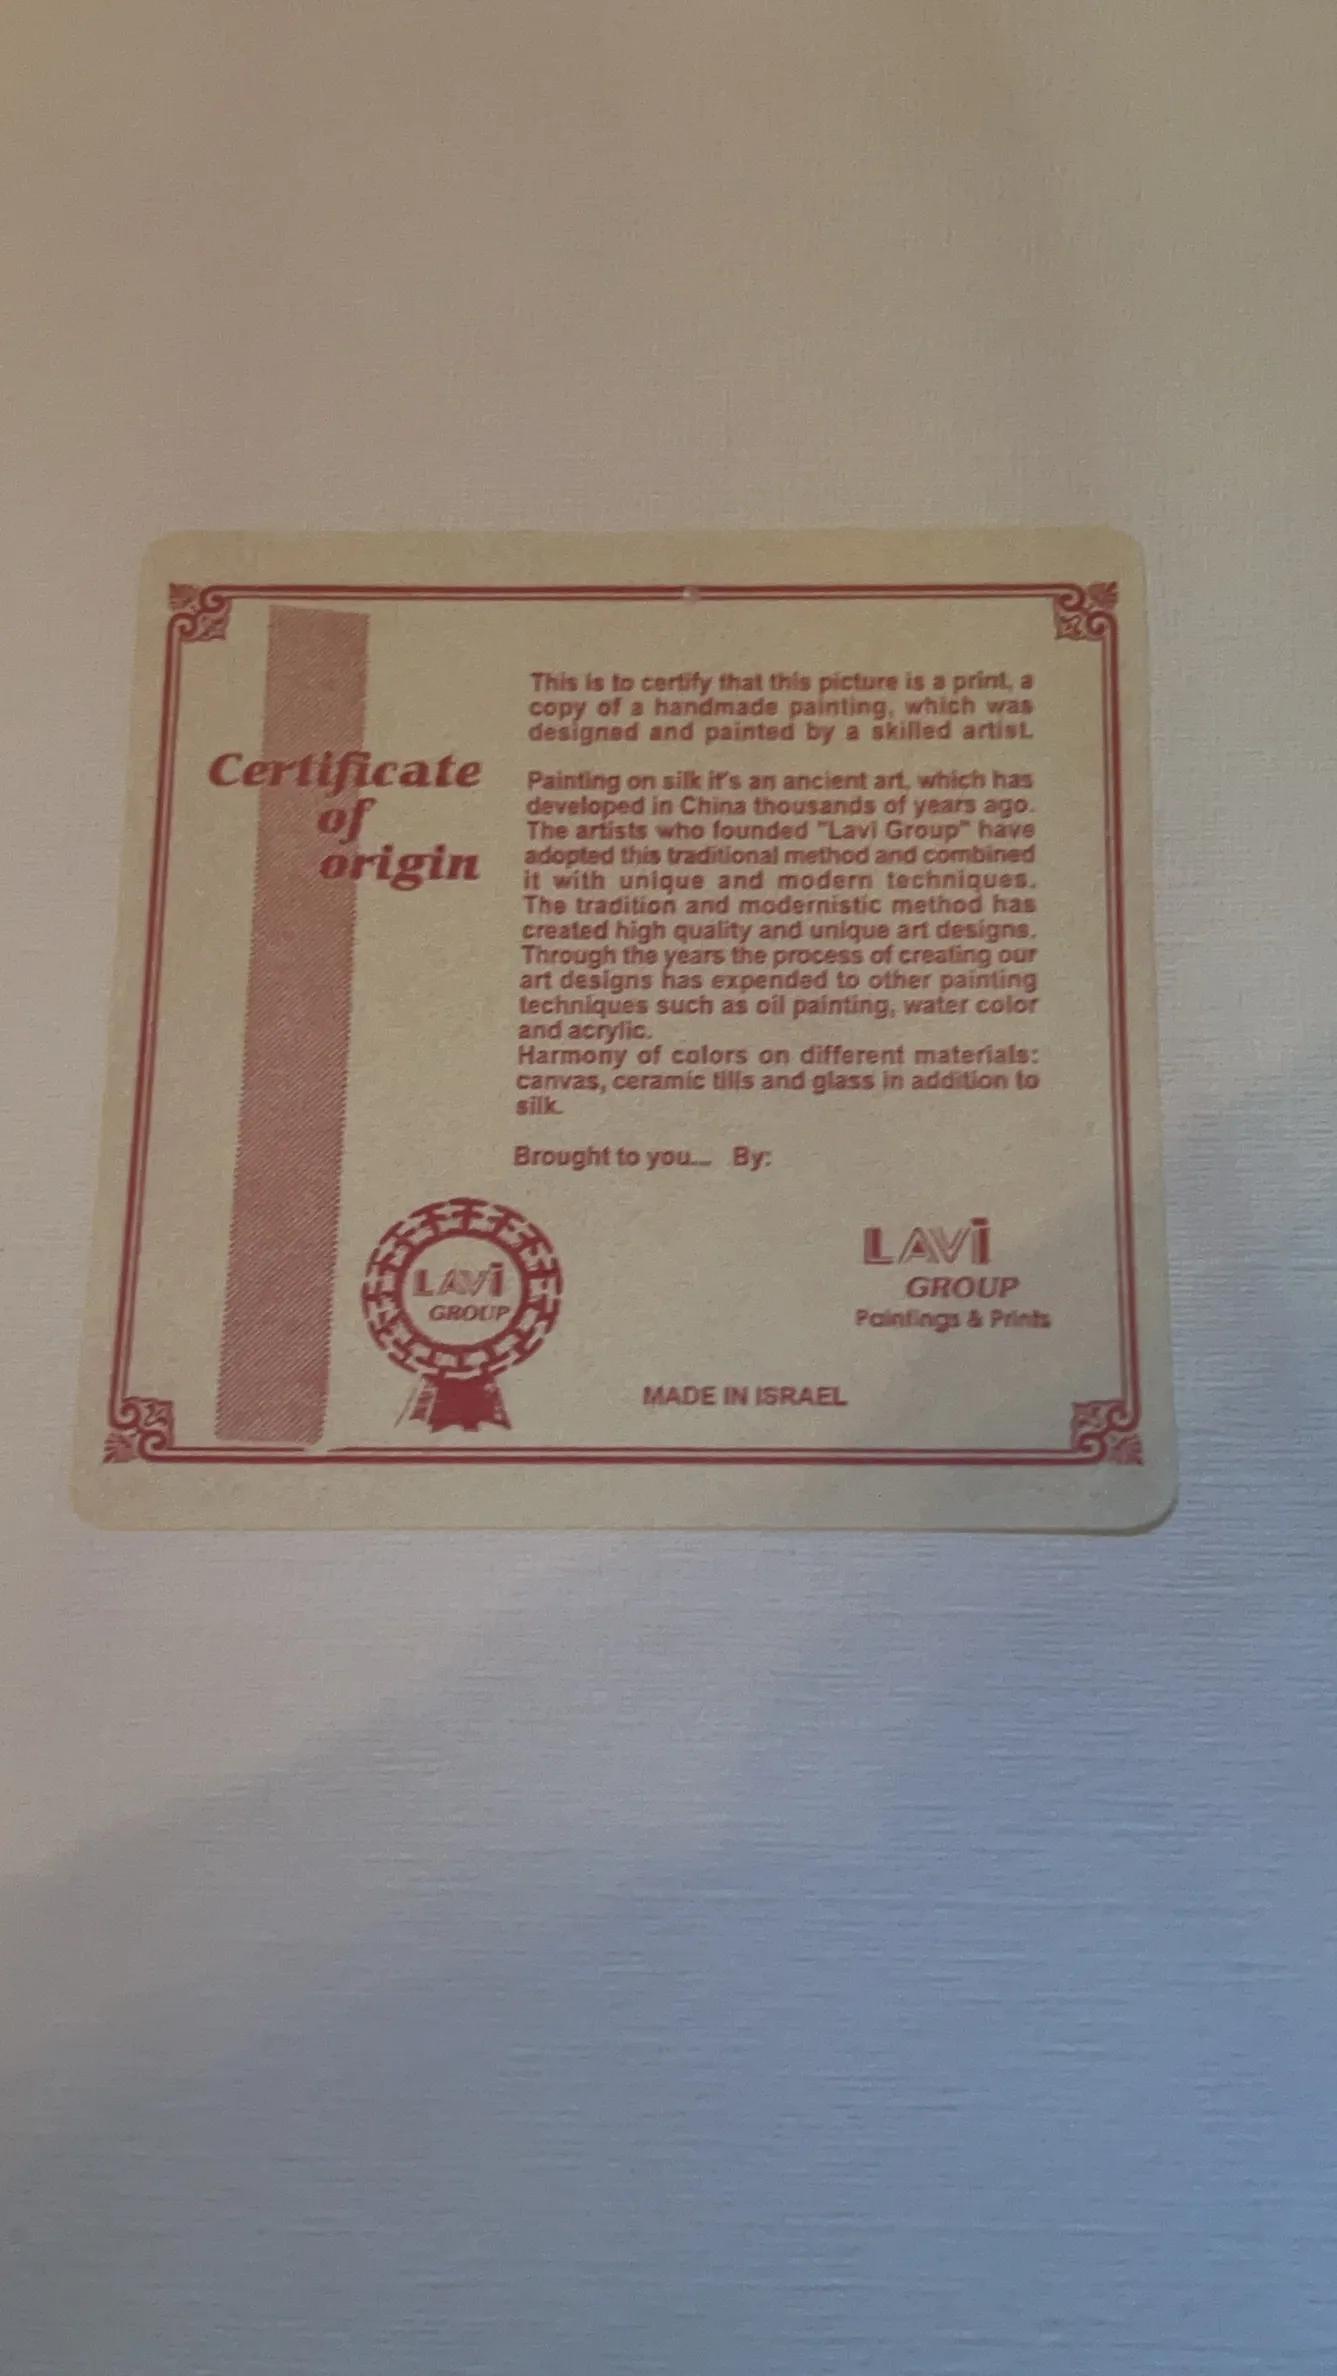 Certificate
of
origin
This is to certify that this picture is a print, a
copy of a handmade painting, which was
designed and painted by a skilled artist.
Painting on silk it's an ancient art, which has
developed in China thousands of years ago.
The artists who founded "Lavi Group" have
adopted this traditional method and combined
it with unique and modern techniques.
The tradition and modernistic method has
created high quality and unique art designs.
Through the years the process of creating our
art designs has expended to other painting
techniques such as oil painting, water color
and acrylic.
Harmony of colors on different materials:
canvas, ceramic tills and glass in addition to
silk.
Brought to you... By:
LAVi
GROUP
LAVi
GROUP
Paintings & Prints
MADE IN ISRAEL